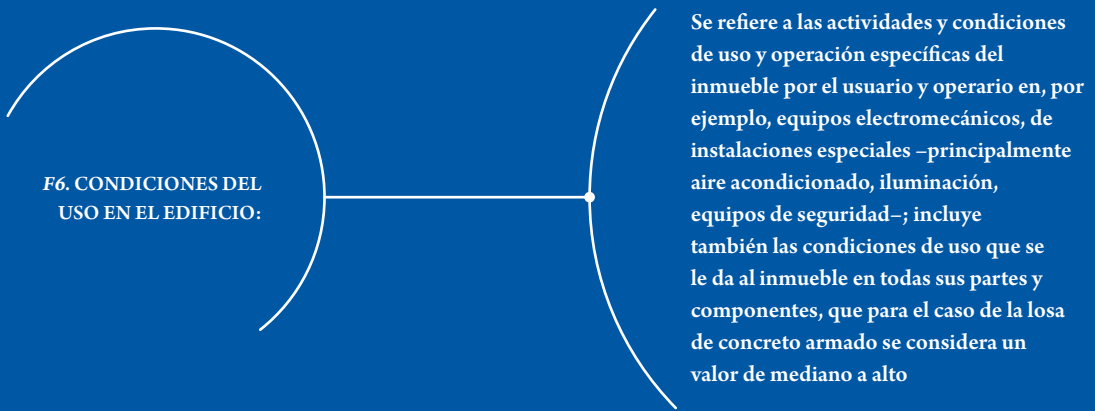 F6. CONDICIONES DEL
USO EN EL EDIFICIO:
Se refiere a las actividades y condiciones
de uso y operación específicas del
inmueble por el usuario y operario en, por
ejemplo, equipos electromecánicos, de
instalaciones especiales –principalmente
aire acondicionado, iluminación,
equipos de seguridad–; incluye
también las condiciones de uso que se
le da al inmueble en todas sus partes y
componentes, que para el caso de la losa
de concreto armado se considera un
valor de mediano a alto